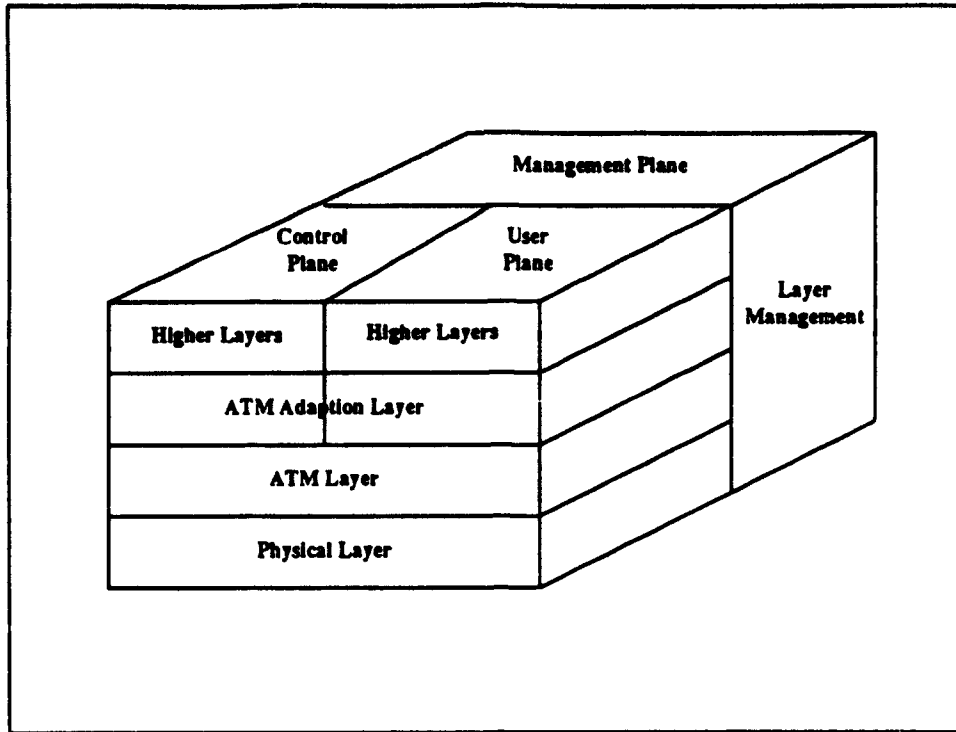 Management Plane
Control
Plane
User
Plane
Layer
Management
Higher Layers
Higher Layers
ATM Adaption Layer
ATM Layer
Physical Layer